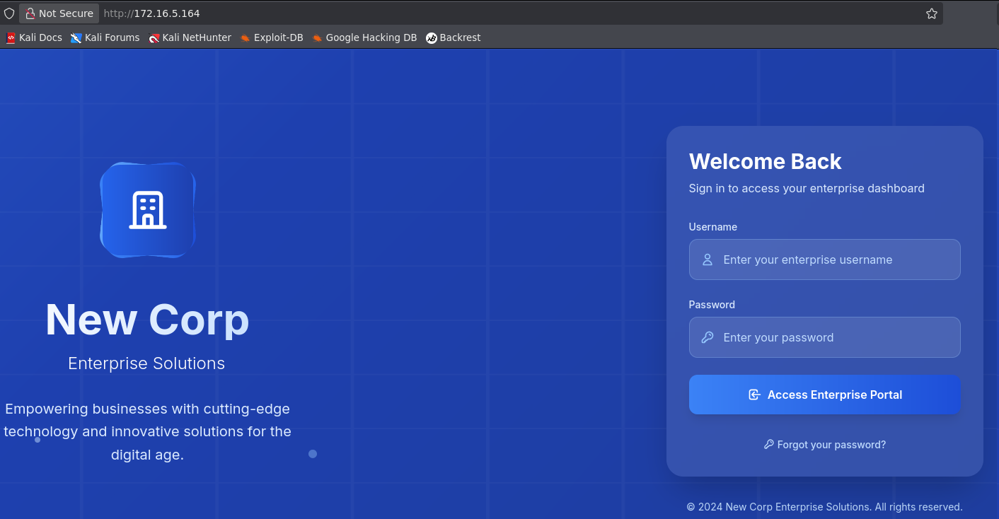 Not Secure http://172.16.5.164
Kali Docs Kali Forums Kali NetHunter Exploit-DB Google Hacking DB Backrest
New Corp
Enterprise Solutions
Empowering businesses with cutting-edge
technology and innovative solutions for the
digital age.
Welcome Back
Sign in to access your enterprise dashboard
Username
Enter your enterprise username
Password
Enter your password
Access Enterprise Portal
Forgot your password?
© 2024 New Corp Enterprise Solutions. All rights reserved.